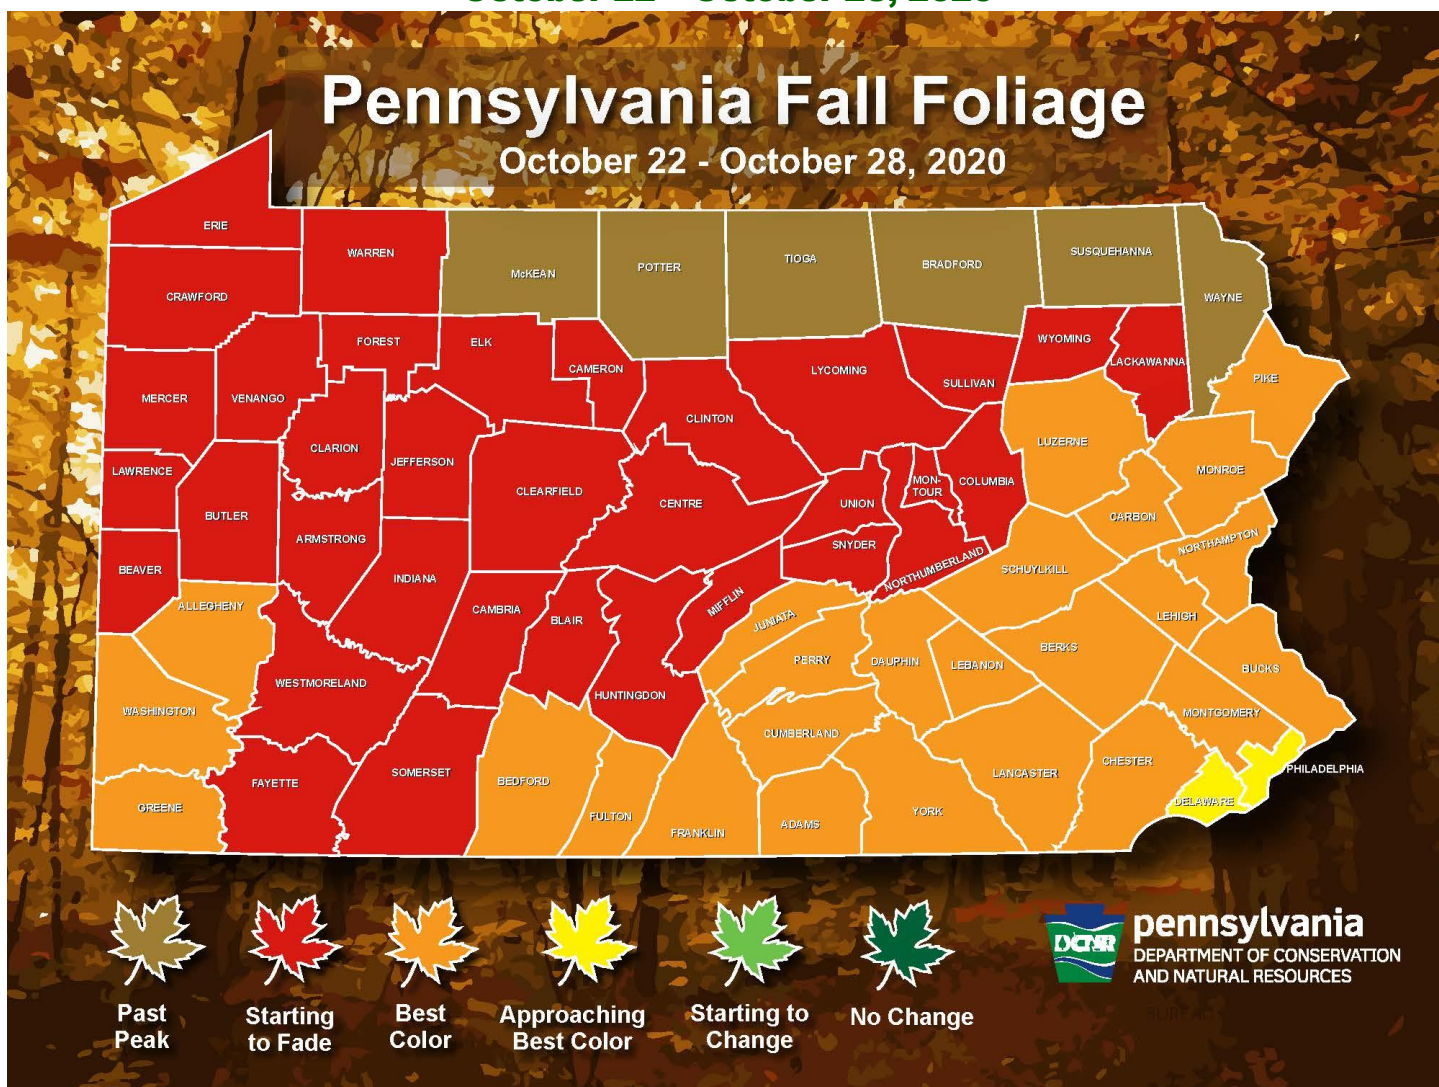 October 22 - October 28, 2020
Pennsylvania Fall Foliage
October 22 - October 28, 2020
ERIE
WARREN
McKEAN
POTTER
TIOGA
BRADFORD
SUSQUEHANNA
WAYNE
CRAWFORD
FOREST
ELK
CAMERON
LYCOMING
SULLIVAN
WYOMING
LACKAWANNA
PIKE
MERCER
VENANGO
CLARION
JEFFERSON
CLINTON
LUZERNE
MONROE
LAWRENCE
BUTLER
ARMSTRONG
CLEARFIELD
CENTRE
UNION
MON-
TOUR
COLUMBIA
CARBON
NORTHAMPTON
BEAVER
INDIANA
SNYDER
NORTHUMBERLAND
SCHUYLKILL
LEHIGH
ALLEGHENY
CAMBRIA
BLAIR
MIFFLIN
JUNIATA
PERRY
DAUPHIN
LEBANON
BERKS
BUCKS
WESTMORELAND
HUNTINGDON
WASHINGTON
CUMBERLAND
MONTGOMERY
FAYETTE
SOMERSET
BEDFORD
FULTON
FRANKLIN
ADAMS
YORK
LANCASTER
CHESTER
DELAWARE
PHILADELPHIA
GREENE
Past
Peak
Starting
to Fade
Best
Color
Approaching
Best Color
Starting to
Change
No Change
DCNR
pennsylvania
DEPARTMENT OF CONSERVATION
AND NATURAL RESOURCES